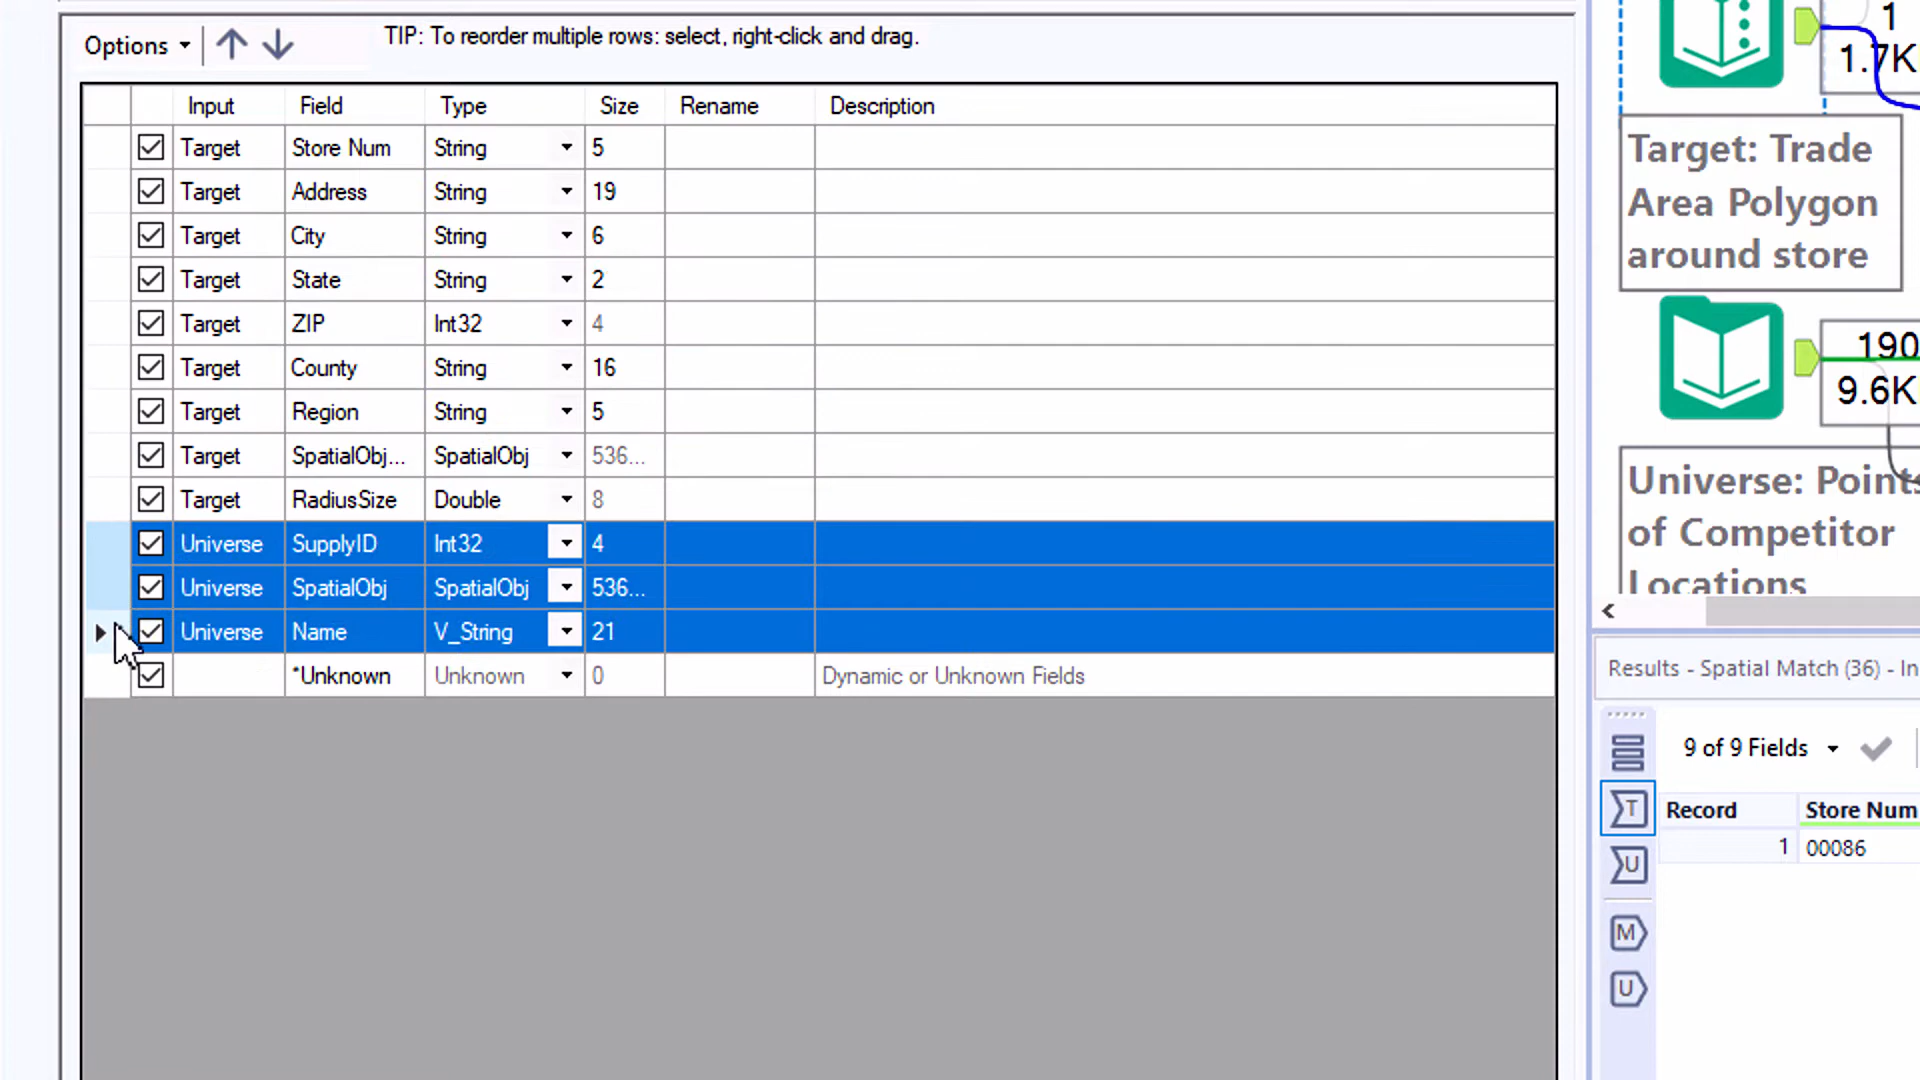 Options
TIP: To reorder multiple rows: select, right-click and drag.
Input Field Type Size Rename Description
Target Store Num String 5
Target Address String 19
Target City String 6
Target State String 2
Target ZIP Int32 4
Target County String 16
Target Region String 5
Target SpatialObj... SpatialObj 536...
Target RadiusSize Double 8
Universe SupplyID Int32 4
Universe SpatialObj SpatialObj 536...
Universe Name V_String 21
*Unknown Unknown 0 Dynamic or Unknown Fields
1
1.7K
Target: Trade
Area Polygon
around store
190
9.6K
Universe: Points
of Competitor
Locations
Results - Spatial Match (36) - In
9 of 9 Fields
T
U
M
U
Record Store Num
1 00086